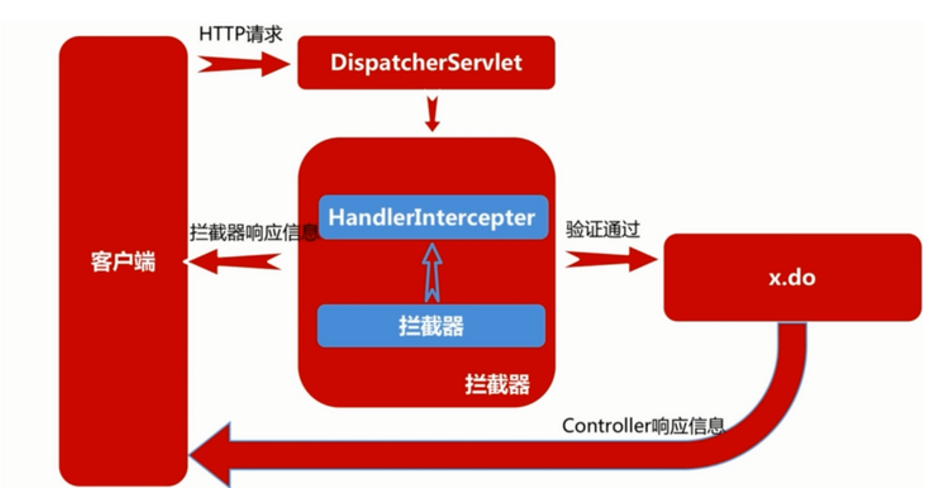 HTTP请求
DispatcherServlet
HandlerIntercepter
拦截器响应信息
验证通过
客户端
x.do
拦截器
拦截器
Controller响应信息